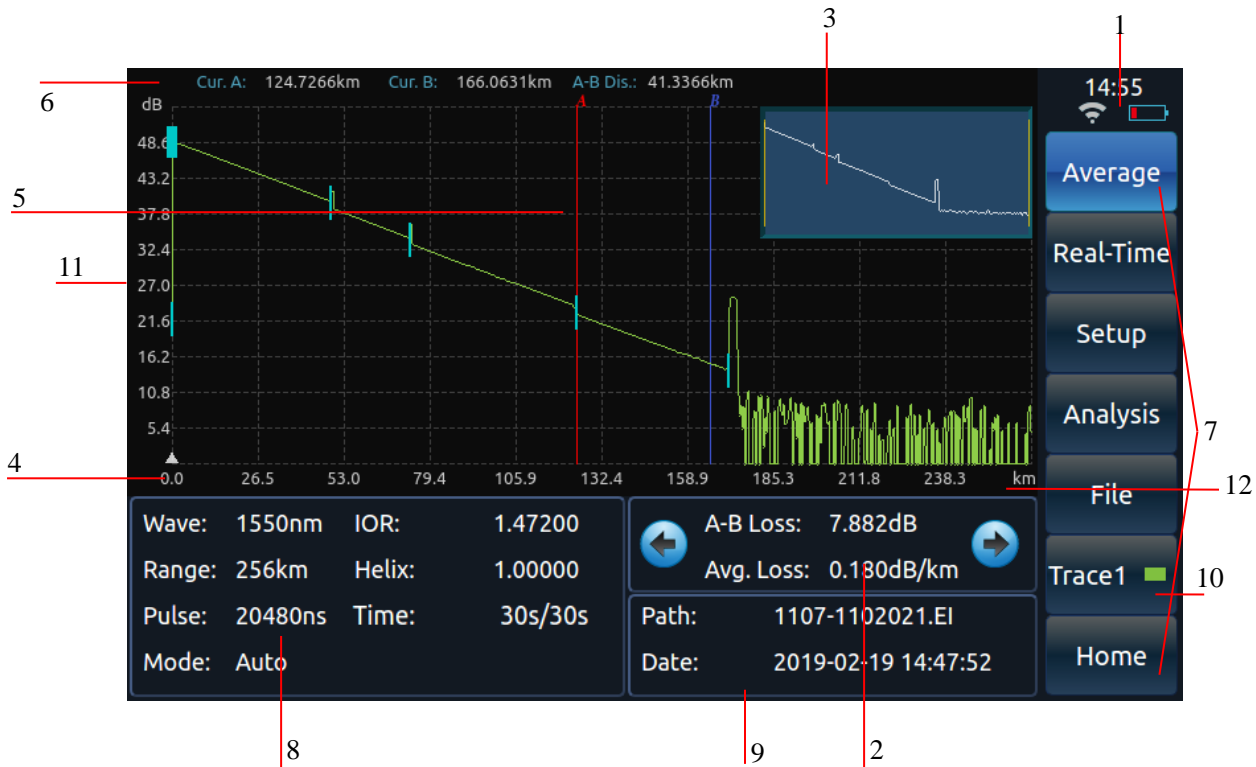 3
1
6
Cur. A: 124.7266km Cur. B: 166.0631km A-B Dis.: 41.3366km
14:55
dB
A
B
48.6
Average
43.2
5
37.8
32.4
Real-Time
11
27.0
21.6
Setup
16.2
10.8
Analysis
5.4
7
4
0.0 26.5 53.0 79.4 105.9 132.4 158.9 185.3 211.8 238.3 km
12
File
Wave: 1550nm IOR: 1.47200
A-B Loss: 7.882dB
Range: 256km Helix: 1.00000
Avg. Loss: 0.180dB/km
Trace1
10
Pulse: 20480ns Time: 30s/30s
Path: 1107-1102021.EI
Mode: Auto
Date: 2019-02-19 14:47:52
Home
8
9
2